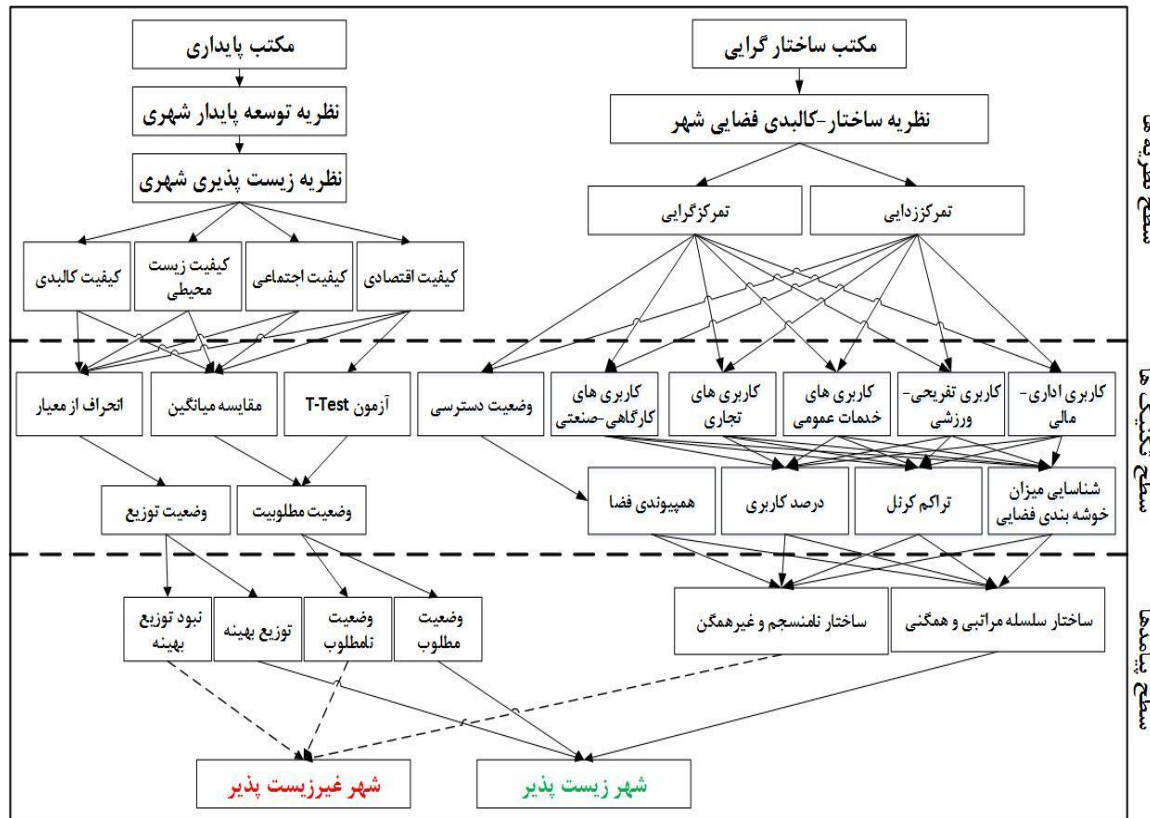 سطح نظریه ها
مکتب ساختار گرایی
مکتب پایداری
نظریه ساختار-کالبدی فضایی شهر
نظریه توسعه پایدار شهری
نظریه زیست پذیری شهری
تمرکززدایی
تمرکزگرایی
کیفیت اقتصادی
کیفیت اجتماعی
کیفیت زیست
محیطی
کیفیت کالبدی
سطح تکنیک ها
کاربری اداری-
مالی
کاربری تفریحی-
ورزشی
کاربری های
خدمات عمومی
کاربری های
تجاری
کاربری های
کارگاهی-صنعتی
وضعیت دسترسی
آزمون T-Test
مقایسه میانگین
انحراف از معیار
شناسایی میزان
خوشه بندی فضایی
تراکم کرنل
درصد کاربری
همپیوندی فضا
وضعیت مطلوبیت
وضعیت توزیع
سطح پیامدها
ساختار سلسله مراتبی و همگنی
ساختار نامنسجم و غیرهمگن
وضعیت
مطلوب
وضعیت
نامطلوب
توزیع بهینه
نبود توزیع
بهینه
شهر زیست پذیر
شهر غیرزیست پذیر